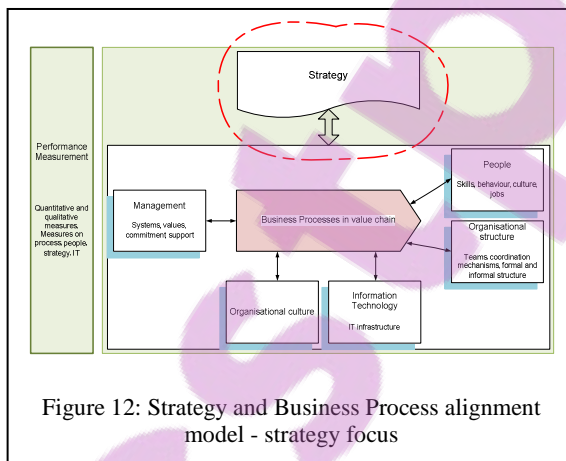 Strategy
Performance
Measurement
Quantitative and
qualitative
measures.
Measures on
process, people,
strategy, IT
Management
Systems, values,
commitment, support
Business Processes in value chain
People
Skills, behaviour, culture,
jobs
Organisational
structure
Teams, coordination
mechanisms, formal and
informal structure
Organisational culture
Information
Technology
IT infrastructure
Figure 12: Strategy and Business Process alignment
model - strategy focus